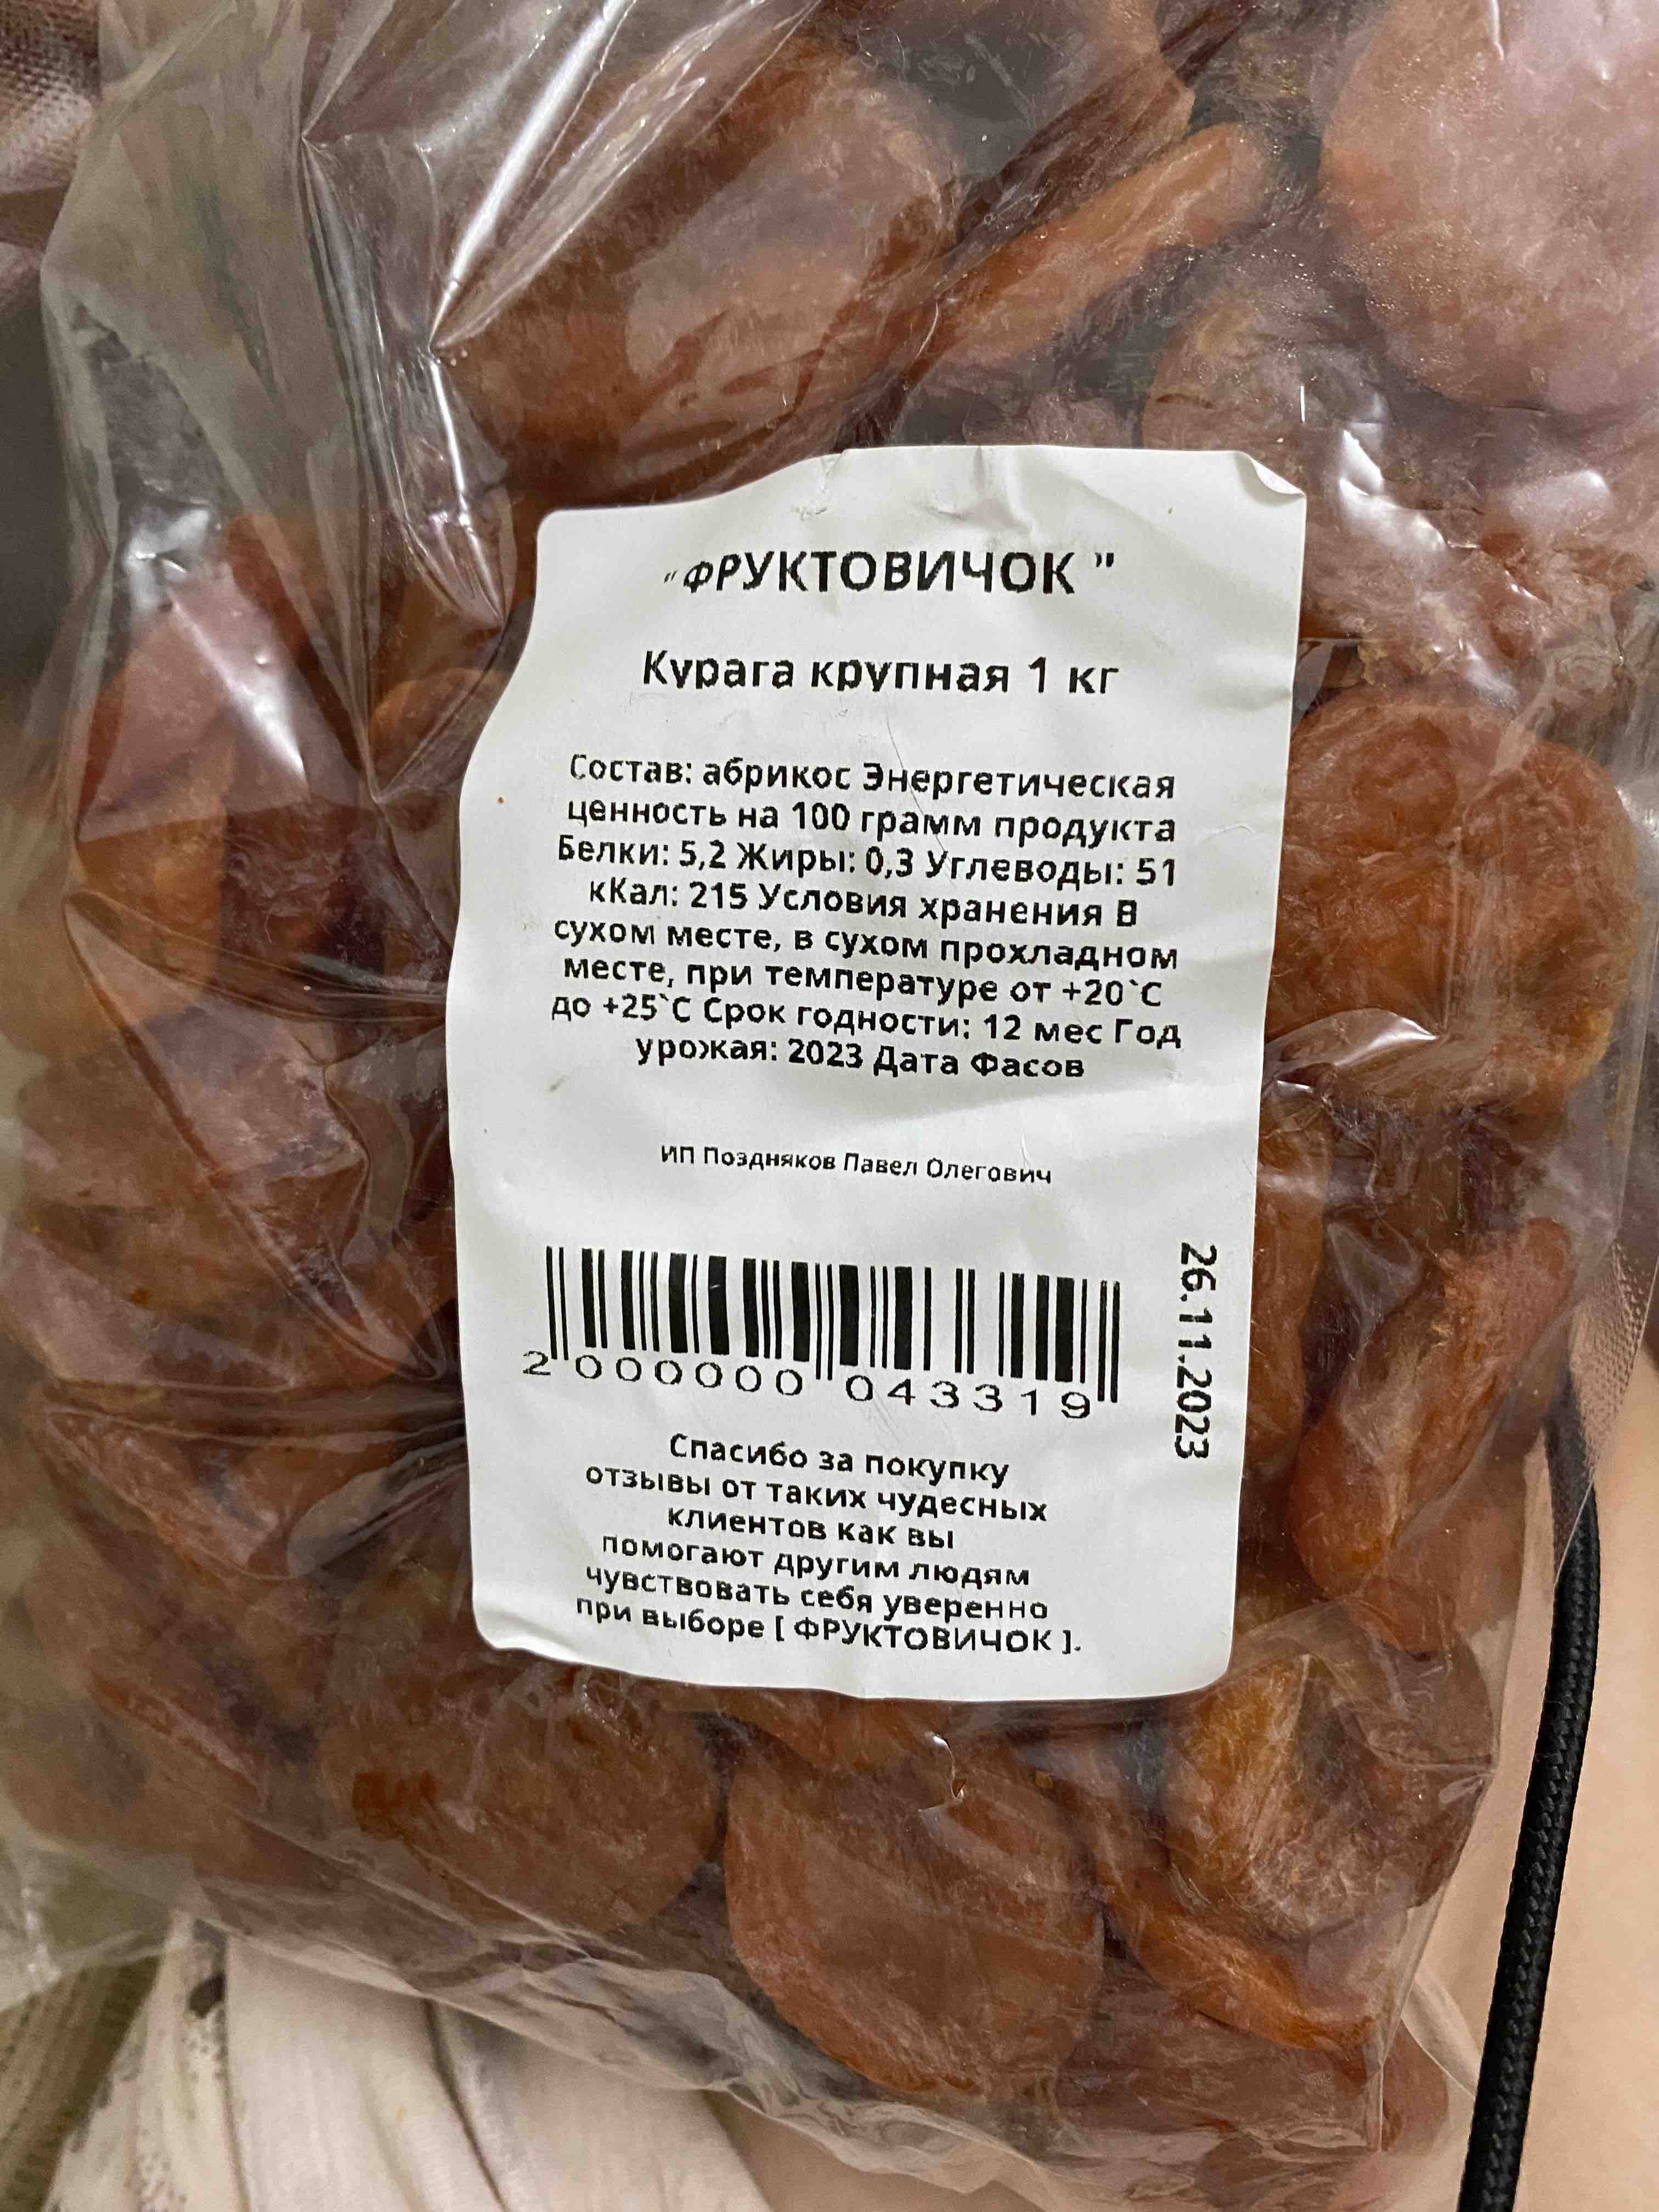 "ФРУКТОВИЧОК "
Курага крупная 1 кг
Состав: абрикос Энергетическая
ценность на 100 грамм продукта
Белки: 5,2 Жиры: 0,3 Углеводы: 51
кКал: 215 Условия хранения В
сухом месте, в сухом прохладном
месте, при температуре от +20`C
до +25`C Срок годности: 12 мес Год
урожая: 2023 Дата Фасов
ИП Поздняков Павел Олегович
26.11.2023
2 000000 043319
Спасибо за покупку
отзывы от таких чудесных
клиентов как вы
помогают другим людям
чувствовать себя уверенно
при выборе [ ФРУКТОВИЧОК ].